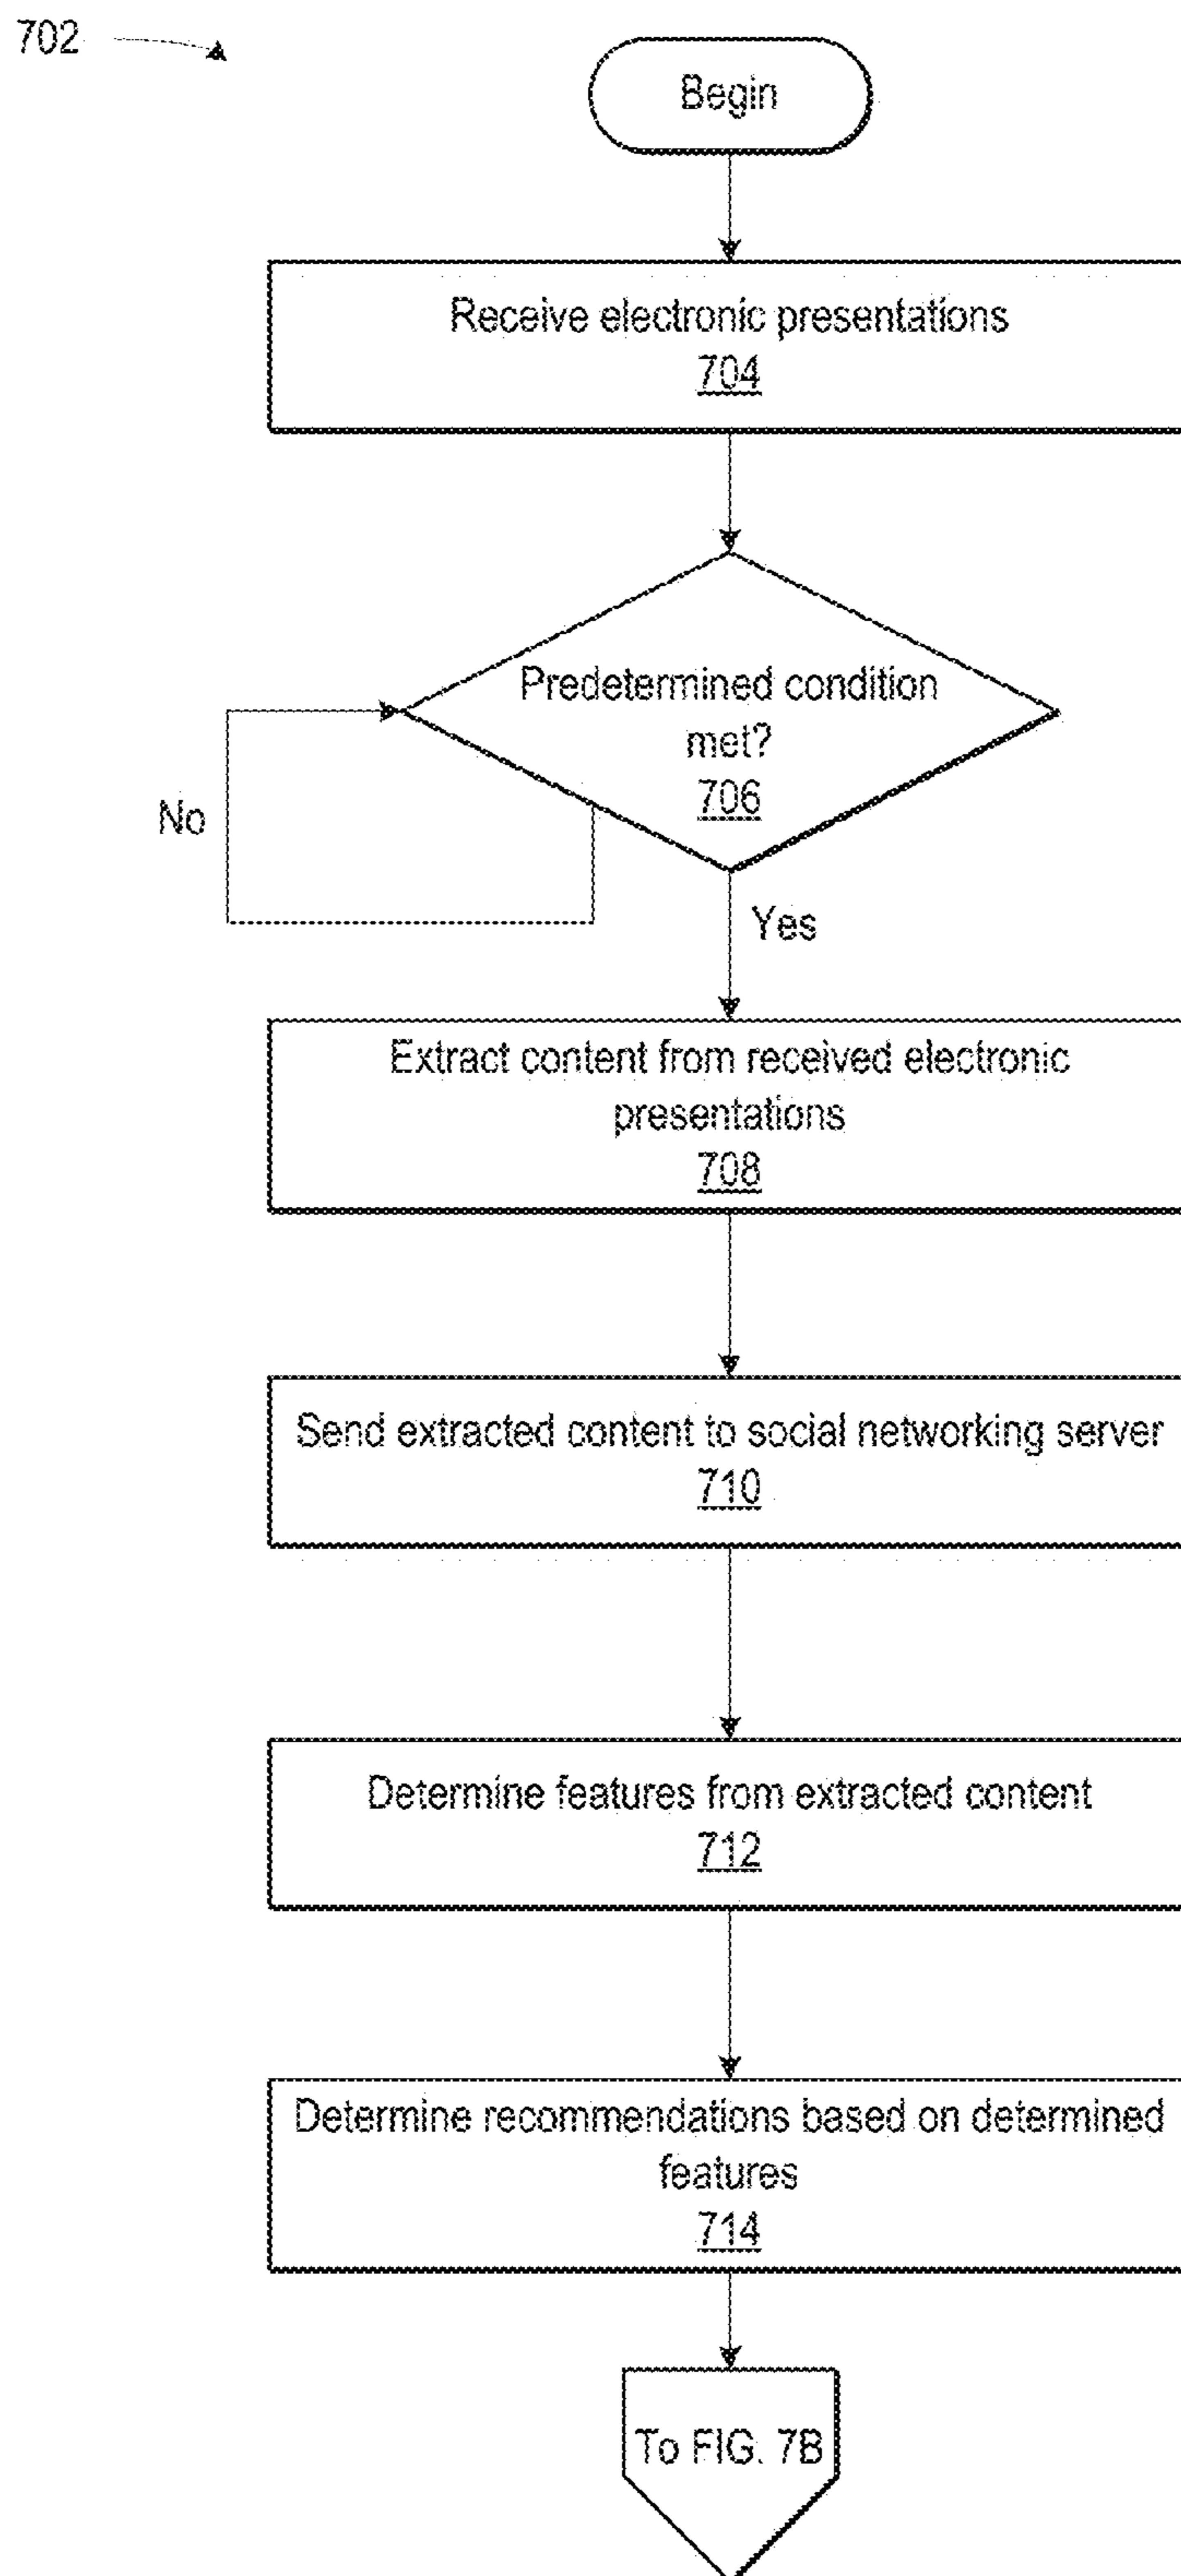 702
Begin
Receive electronic presentations
704
Predetermined condition
met?
706
No
Yes
Extract content from received electronic
presentations
708
Send extracted content to social networking server
710
Determine features from extracted content
712
Determine recommendations based on determined
features
714
To FIG. 7B